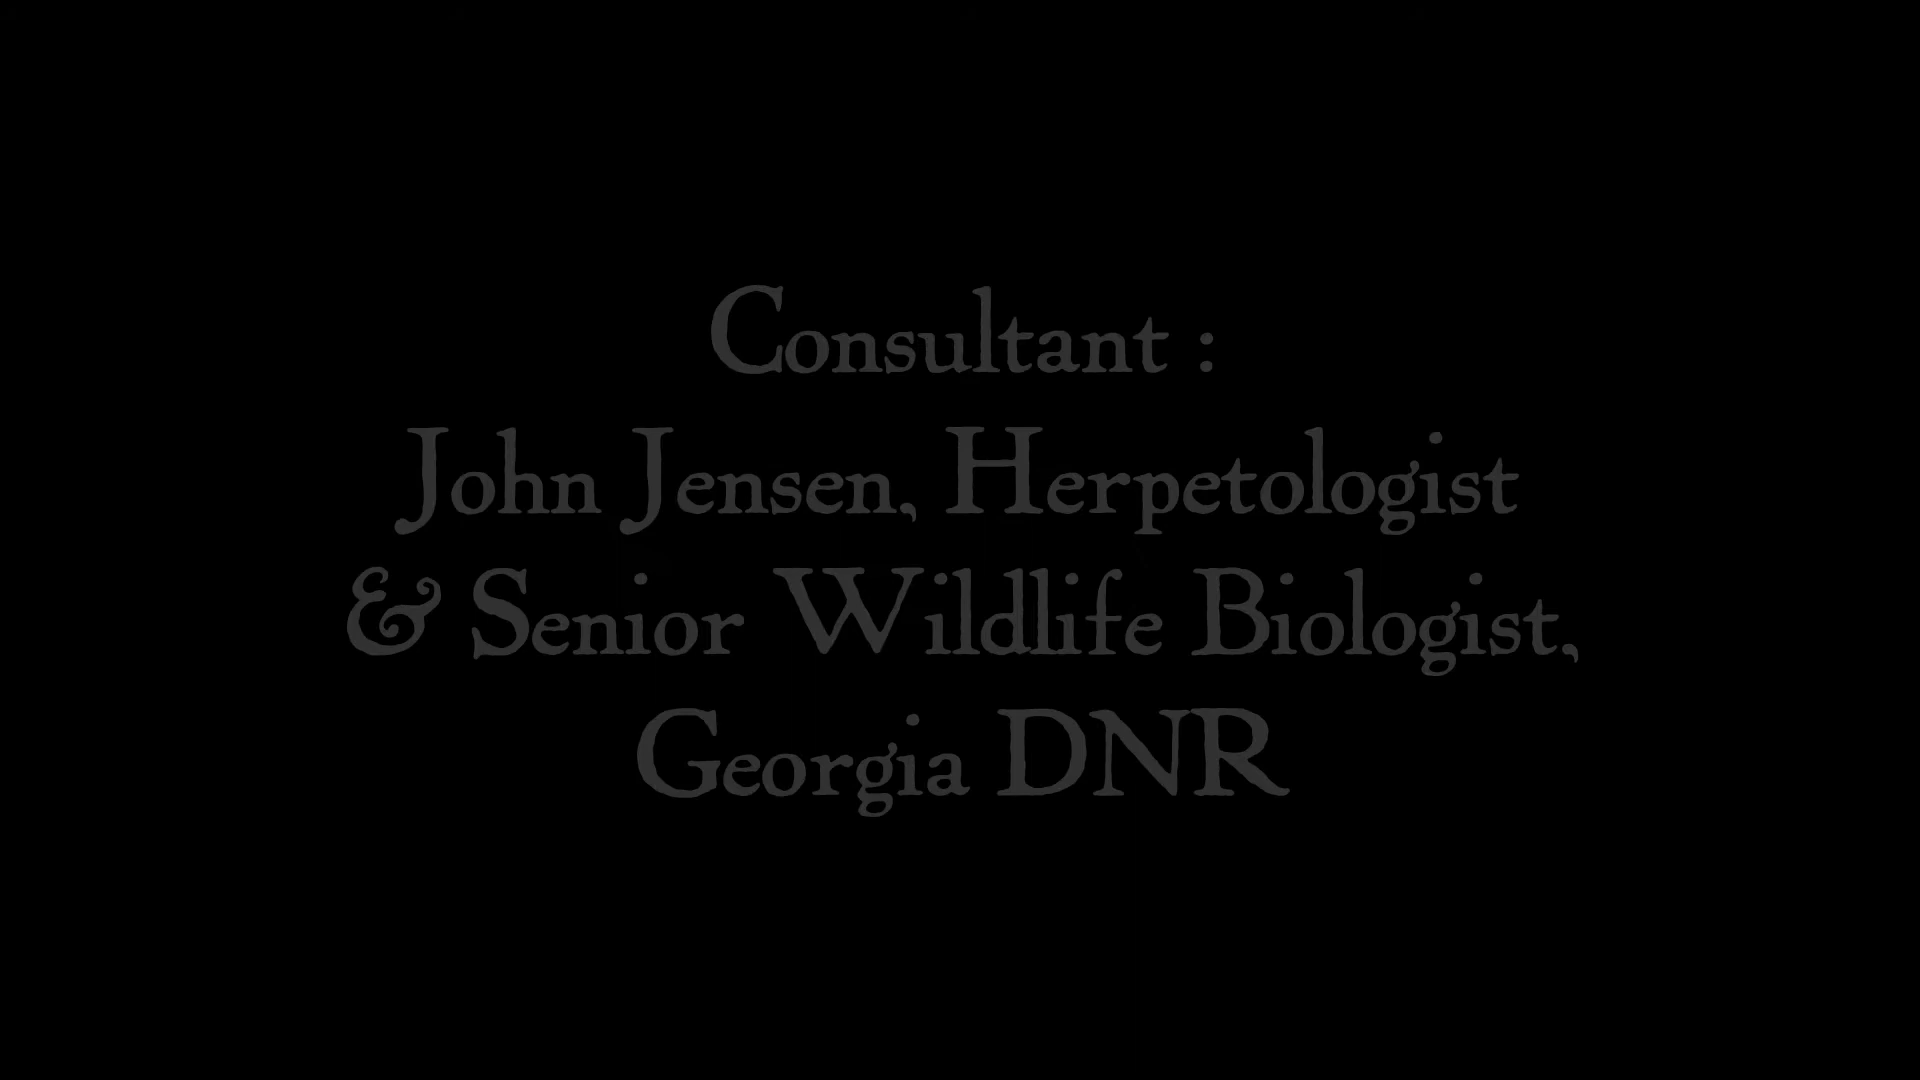 Consultant :
John Jensen, Herpetologist
& Senior Wildlife Biologist,
Georgia DNR